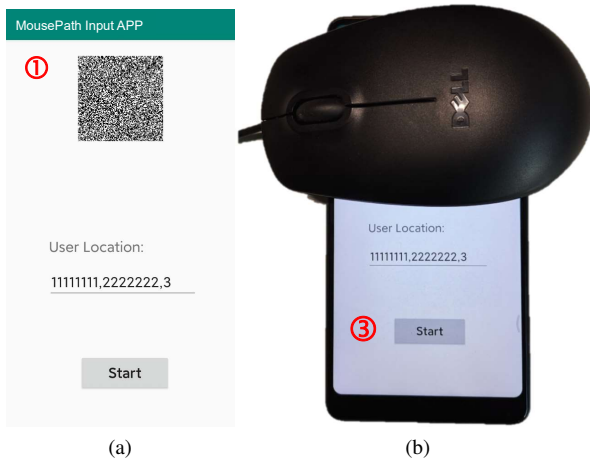 MousePath Input APP
①
User Location:
11111111,2222222,3
Start
(a)
DELL
User Location:
11111111,2222222,3
③
Start
(b)